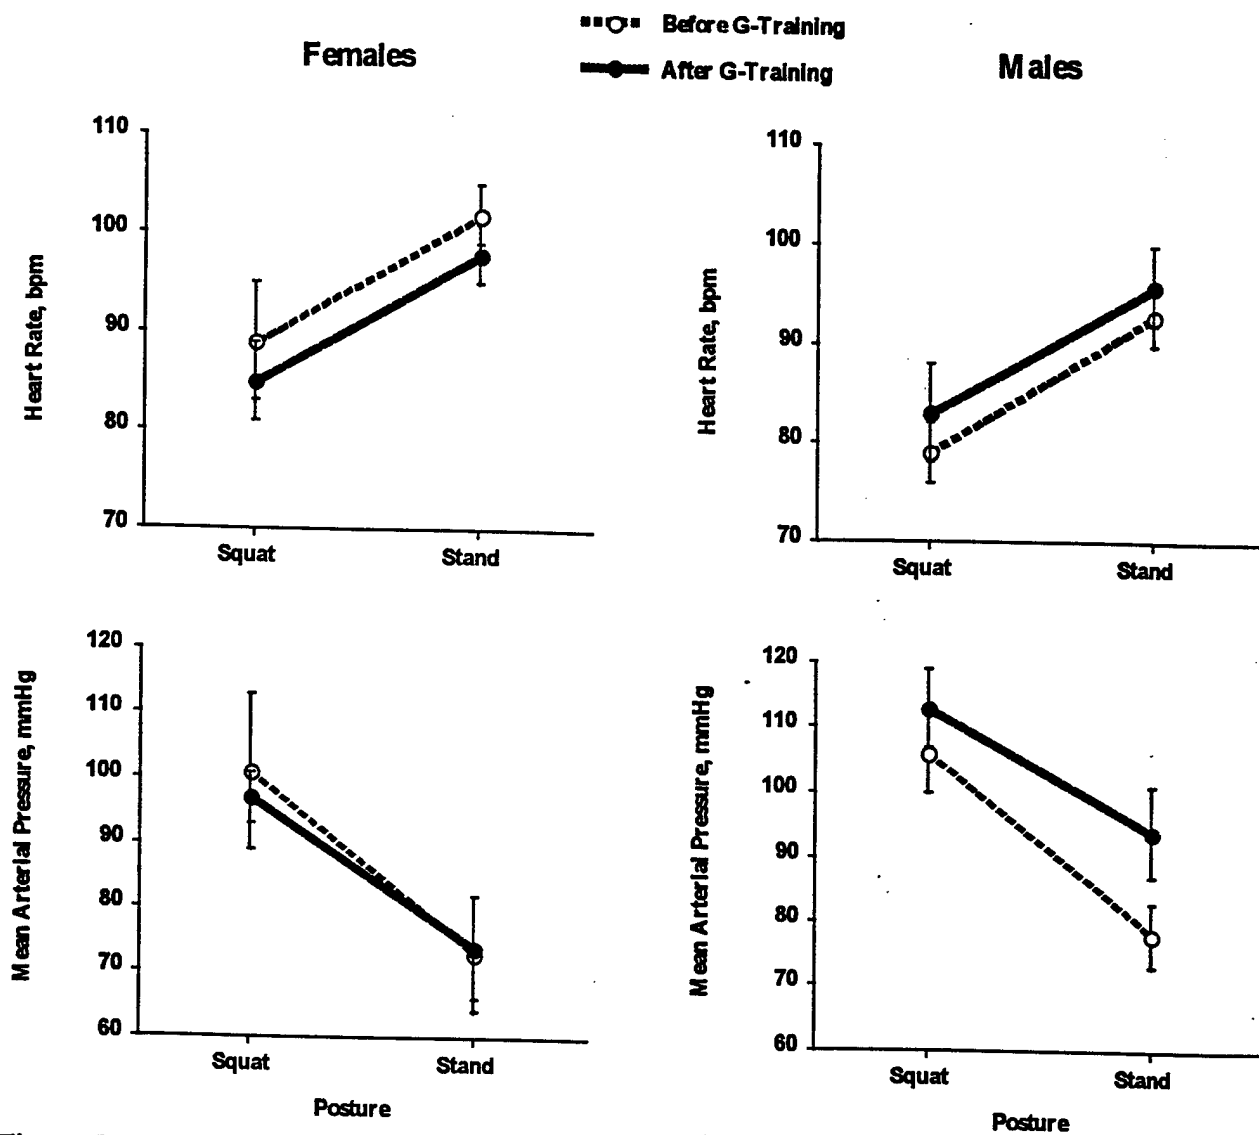 Before G-Training
After G-Training
Females
Males
110
100
90
80
70
Heart Rate, bpm
Squat
Stand
110
100
90
80
70
Heart Rate, bpm
Squat
Stand
120
110
100
90
80
70
60
Mean Arterial Pressure, mmHg
Squat
Stand
Posture
120
110
100
90
80
70
60
Mean Arterial Pressure, mmHg
Squat
Stand
Posture